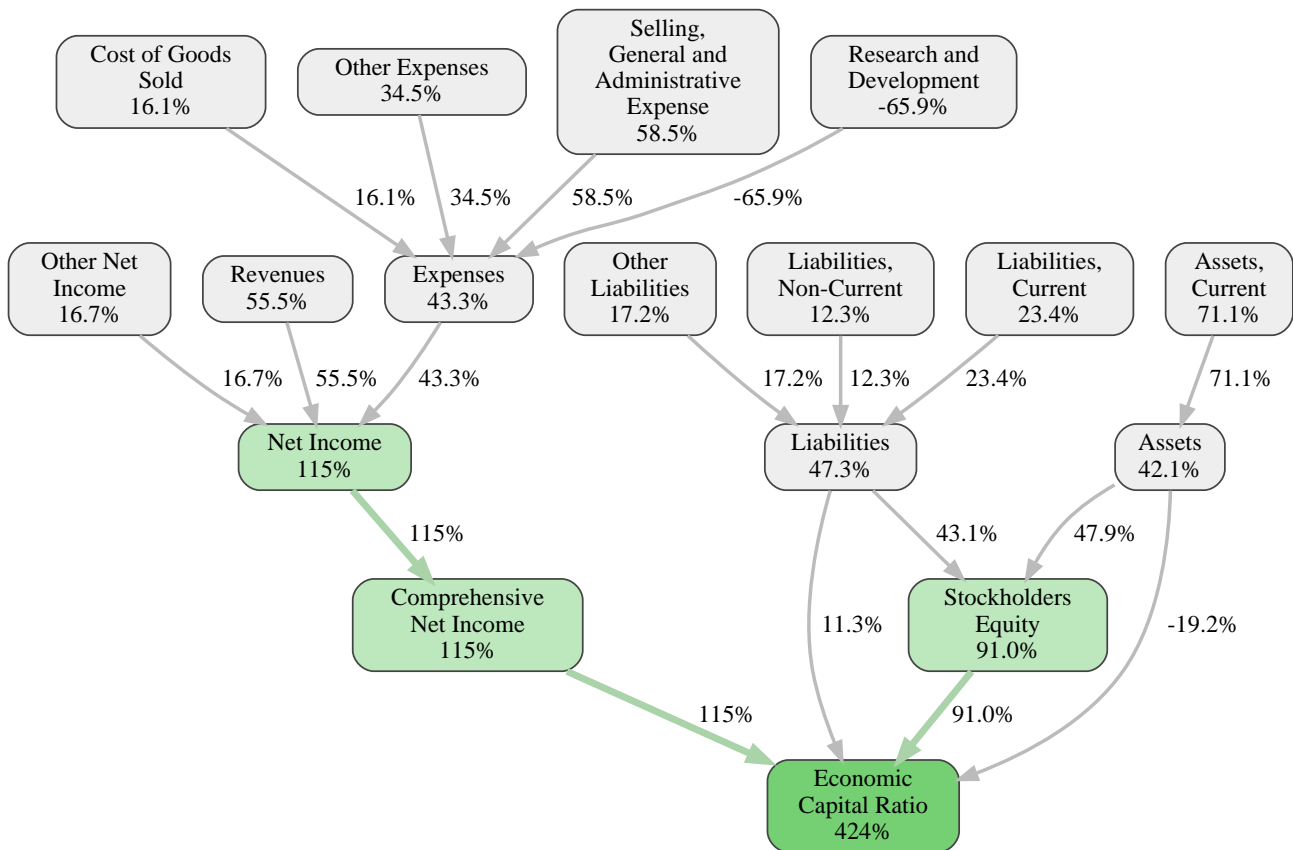 Cost of Goods
Sold
16.1%
Other Expenses
34.5%
Selling,
General and
Administrative
Expense
58.5%
Research and
Development
-65.9%
16.1%
34.5%
58.5%
-65.9%
Other Net
Income
16.7%
Revenues
55.5%
Expenses
43.3%
Other
Liabilities
17.2%
Liabilities,
Non-Current
12.3%
Liabilities,
Current
23.4%
Assets,
Current
71.1%
16.7%
55.5%
43.3%
17.2%
12.3%
23.4%
71.1%
Net Income
115%
Liabilities
47.3%
Assets
42.1%
115%
43.1%
47.9%
Comprehensive
Net Income
115%
11.3%
Stockholders
Equity
91.0%
-19.2%
115%
91.0%
Economic
Capital Ratio
424%